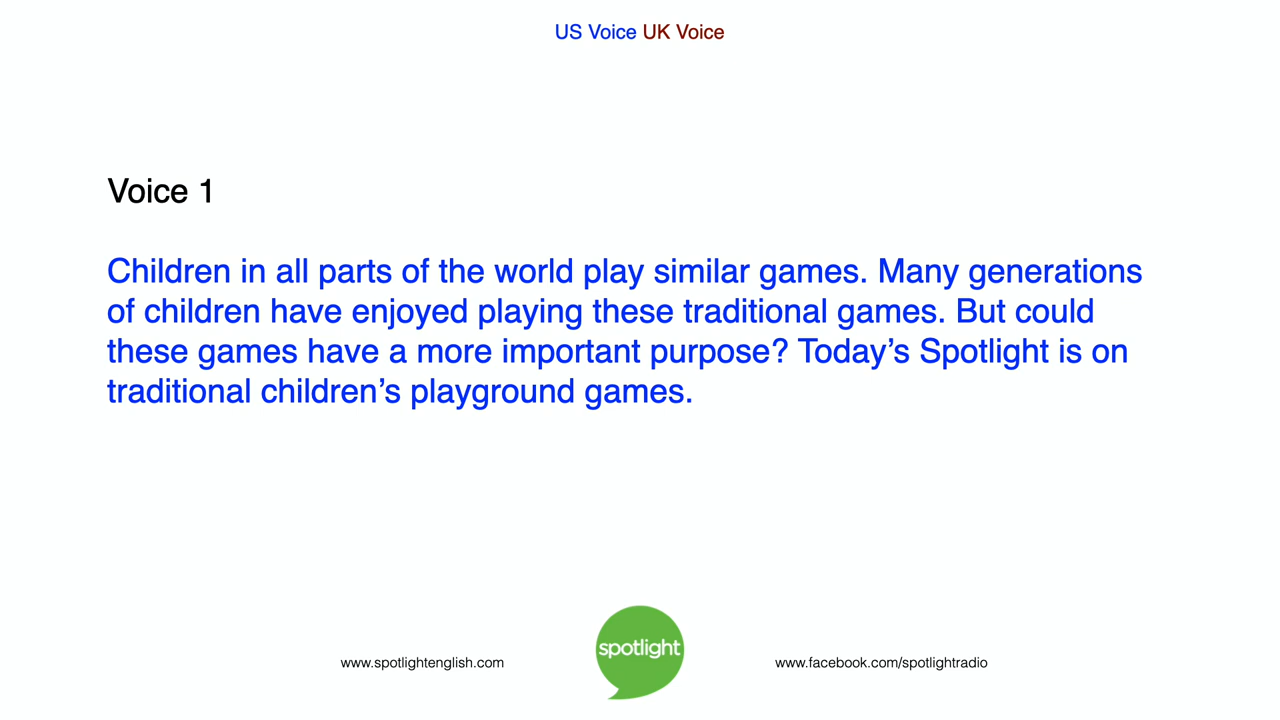 US Voice UK Voice
Voice 1
Children in all parts of the world play similar games. Many generations
of children have enjoyed playing these traditional games. But could
these games have a more important purpose? Today’s Spotlight is on
traditional children’s playground games.
spotlight
www.spotlightenglish.com
www.facebook.com/spotlightradio